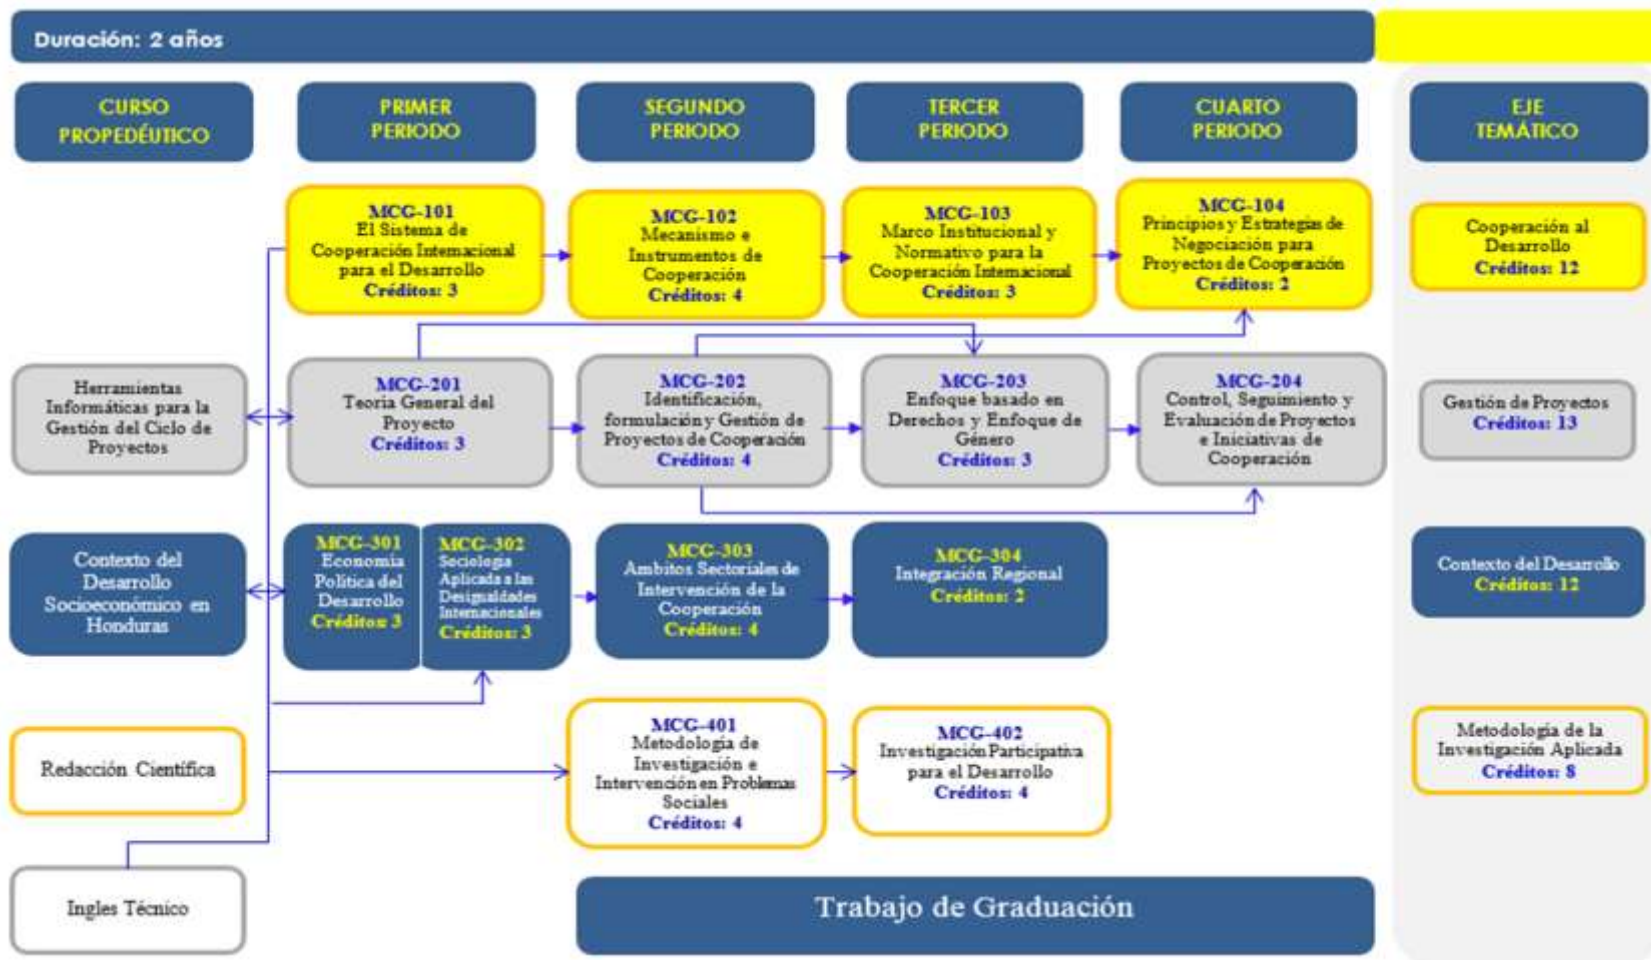 Duración: 2 años
CURSO
PROPEDÉUTICO
PRIMER
PERIODO
SEGUNDO
PERIODO
TERCER
PERIODO
CUARTO
PERIODO
EJE
TEMÁTICO
MCG-101
El Sistema de
Cooperación Internacional
para el Desarrollo
Créditos: 3
MCG-102
Mecanismo e
Instrumentos de
Cooperación
Créditos: 4
MCG-103
Marco Institucional y
Normativo para la
Cooperación Internacional
Créditos: 3
MCG-104
Principios y Estrategias de
Negociación para
Proyectos de Cooperación
Créditos: 2
Cooperación al
Desarrollo
Créditos: 12
Herramientas
Informáticas para la
Gestión del Ciclo de
Proyectos
MCG-201
Teoria General del
Proyecto
Créditos: 3
MCG-202
Identificación,
formulación y Gestión de
Proyectos de Cooperación
Créditos: 4
MCG-203
Enfoque basado en
Derechos y Enfoque de
Género
Créditos: 3
MCG-204
Control, Seguimiento y
Evaluación de Proyectos
e Iniciativas de
Cooperación
Gestión de Proyectos
Créditos: 13
Contexto del
Desarrollo
Socioeconómico en
Honduras
MCG-301
Economía
Política del
Desarrollo
Créditos: 3
MCG-302
Sociologia
Aplicada a las
Desigualdades
Internacionales
Créditos: 3
MCG-303
Ambitos Sectoriales de
Intervención de la
Cooperación
Créditos: 4
MCG-304
Integración Regional
Créditos: 2
Contexto del Desarrollo
Créditos: 12
Redacción Científica
MCG-401
Metodología de
Investigación e
Intervención en Problemas
Sociales
Créditos: 4
MCG-402
Investigación Participativa
para el Desarrollo
Créditos: 4
Metodología de la
Investigación Aplicada
Créditos: 8
Ingles Técnico
Trabajo de Graduación